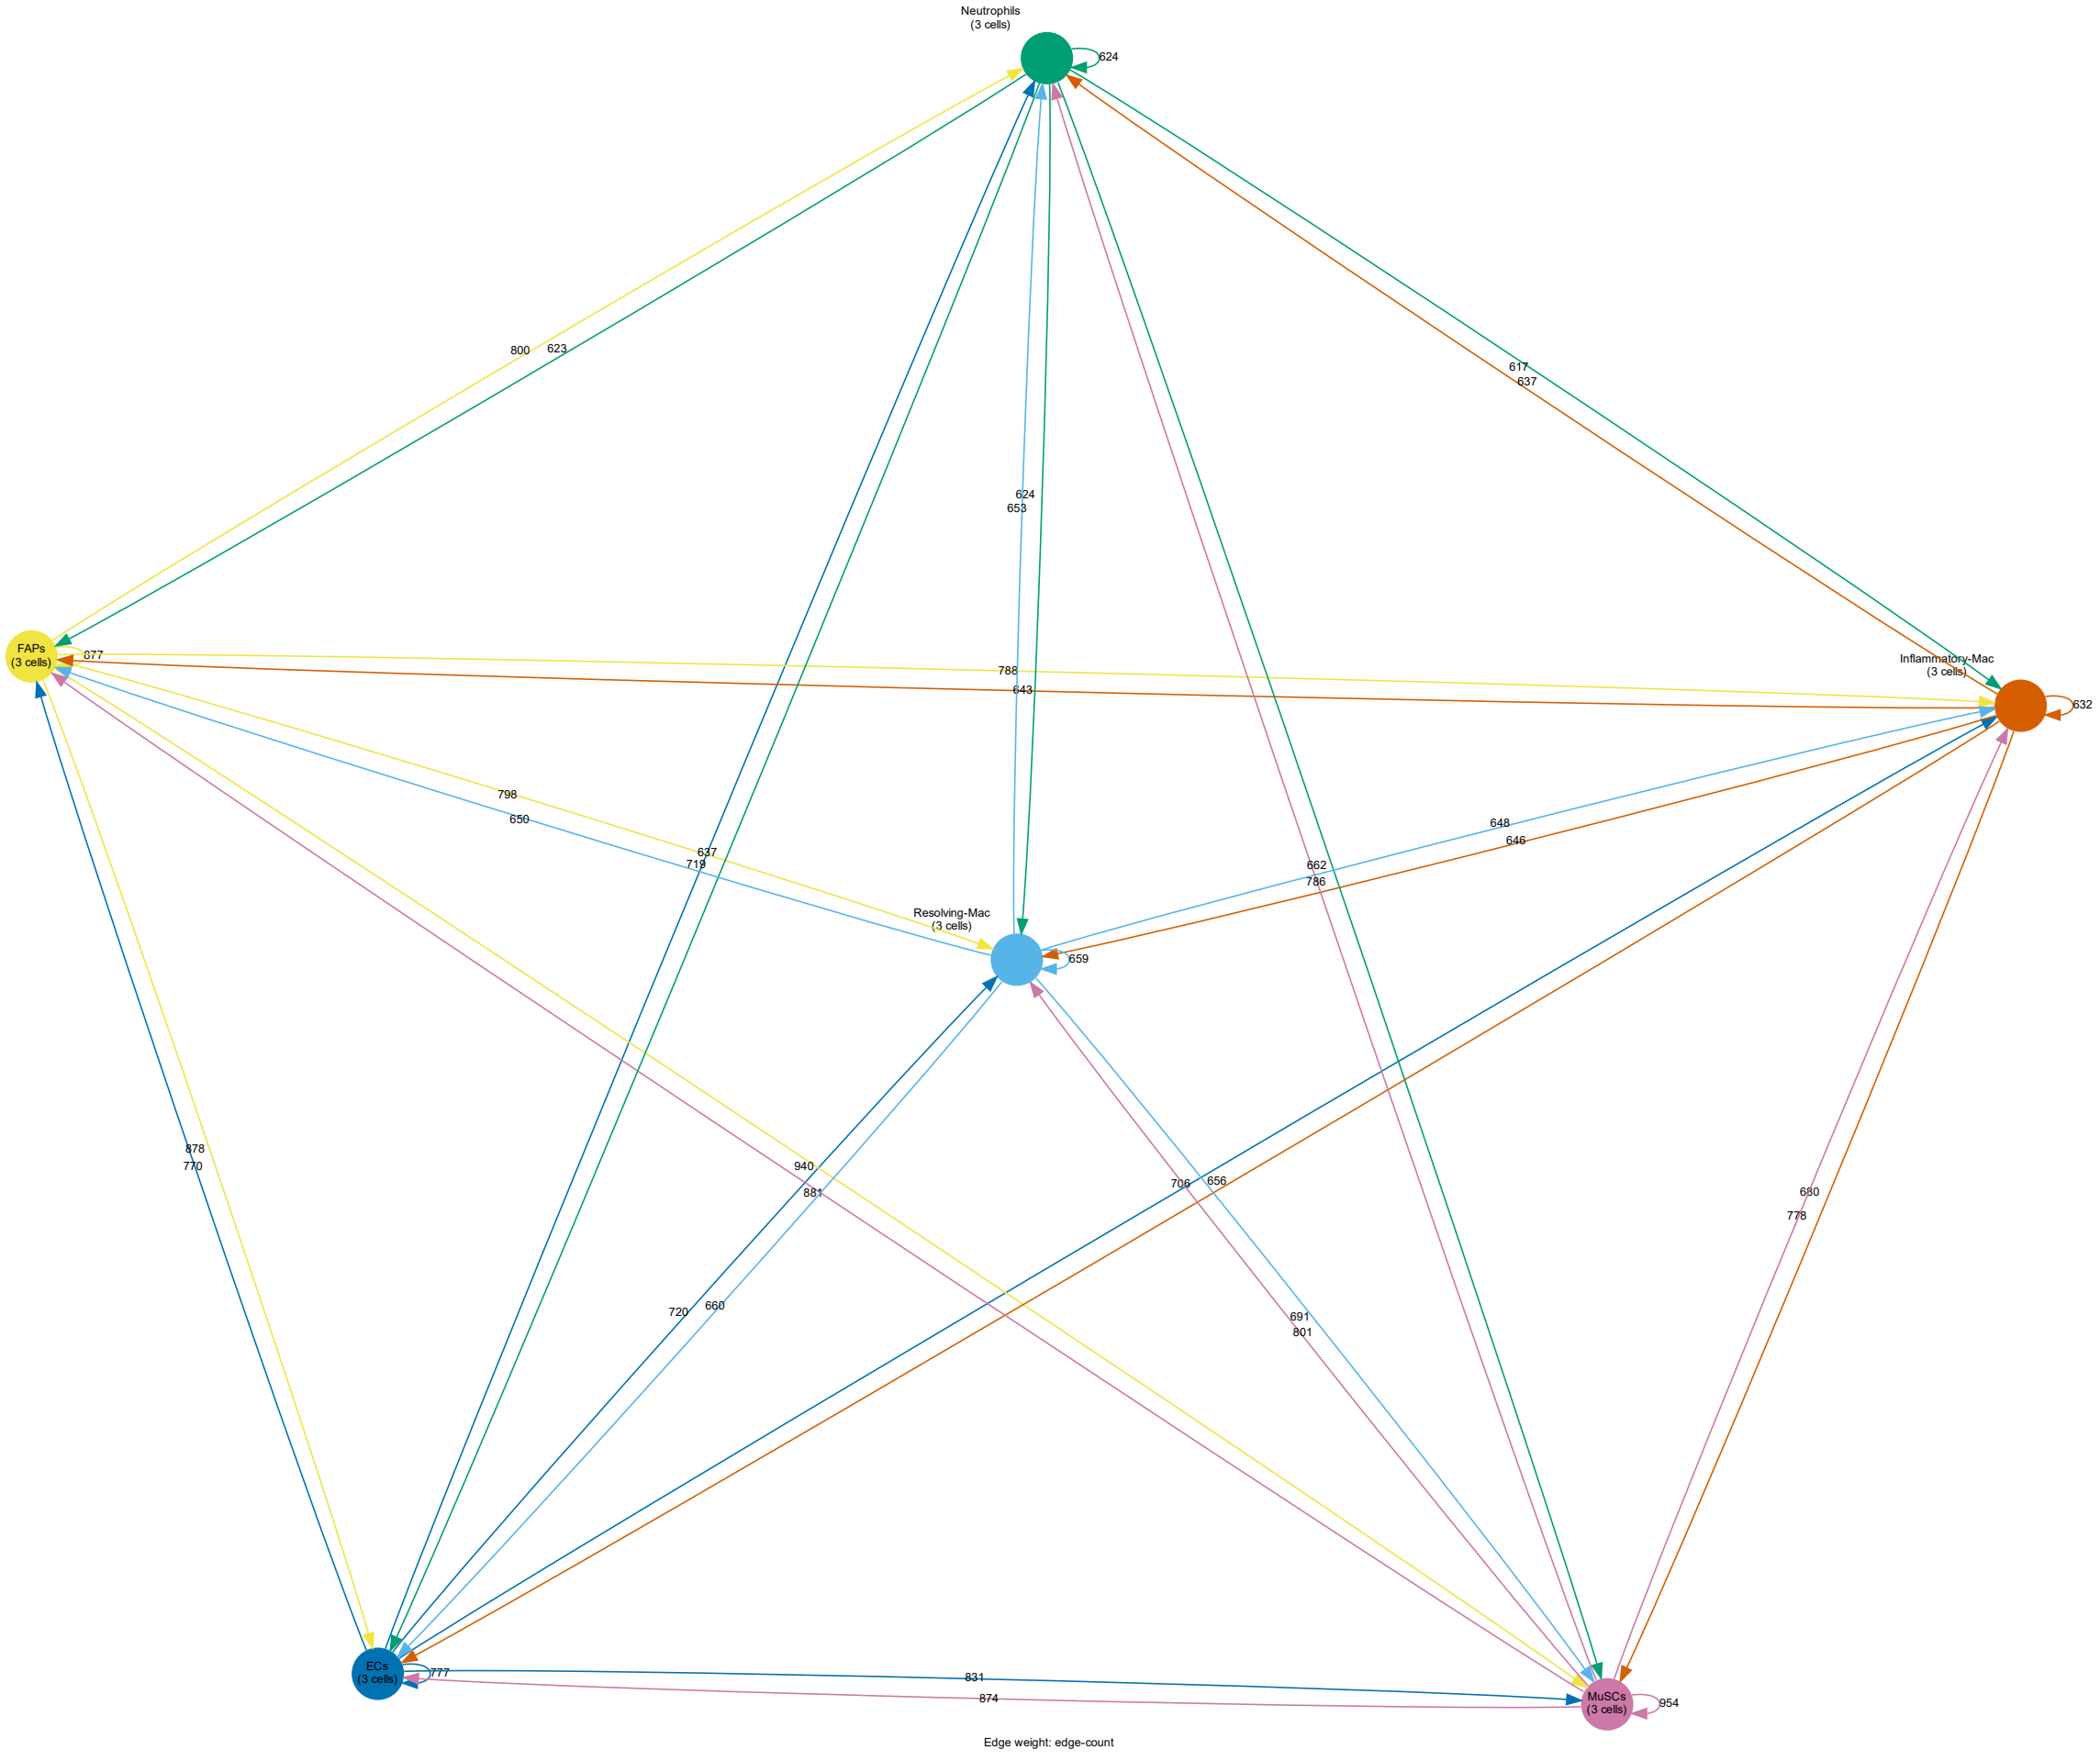 Neutrophils
(3 cells)
624
800
623
617
637
624
653
FAPs
(3 cells)
877
788
643
Inflammatory-Mac
(3 cells)
632
798
650
637
719
648
646
662
786
Resolving-Mac
(3 cells)
659
878
770
940
881
706
656
680
778
720
660
691
801
ECs
(3 cells)
777
831
874
MuSCs
(3 cells)
954
Edge weight: edge-count